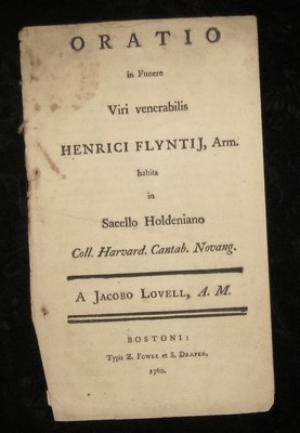 ORATIO
in Funere
Viri venerabilis
HENRICI FLYNTIJ, Arm.
habita
in
Sacello Holdeniano
Coll. Harvard. Cantab. Novang.
A JACOBO LOVELL, A. M.
BOSTONI:
Typis Z. FOWLE et S. DRAPER,
1760.